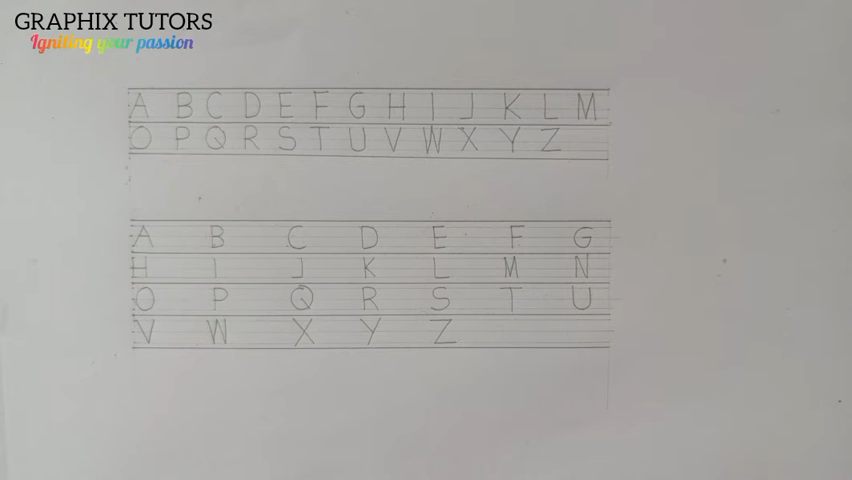 GRAPHIX TUTORS
Igniting your passion
A B C D E F G H I J K L M
O P Q R S T U V W X Y Z
A B C D E F G
H I J K L M N
O P Q R S T U
V W X Y Z